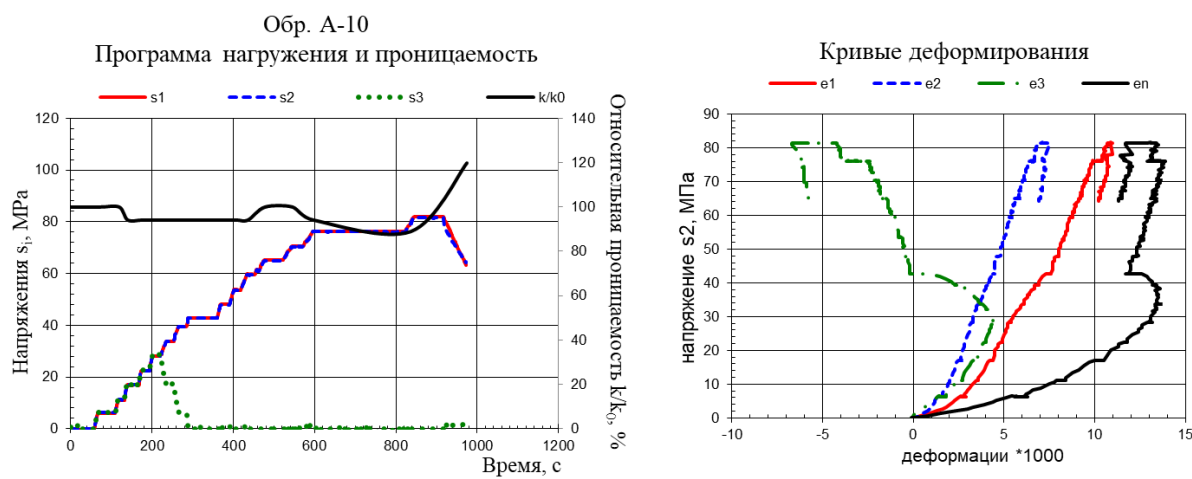 Обр. А-10
Программа нагружения и проницаемость
s1 s2 s3 k/k0
120 140
100 120
80 100
60 80
40 60
20 40
0 20
0
0 200 400 600 800 1000 1200
Время, с
Напряжения si, МРа
Относительная проницаемость k/k0, %
Кривые деформирования
e1 e2 e3 en
90
80
70
60
50
40
30
20
10
0
-10 -5 0 5 10 15
деформации *1000
напряжение s2, МПа